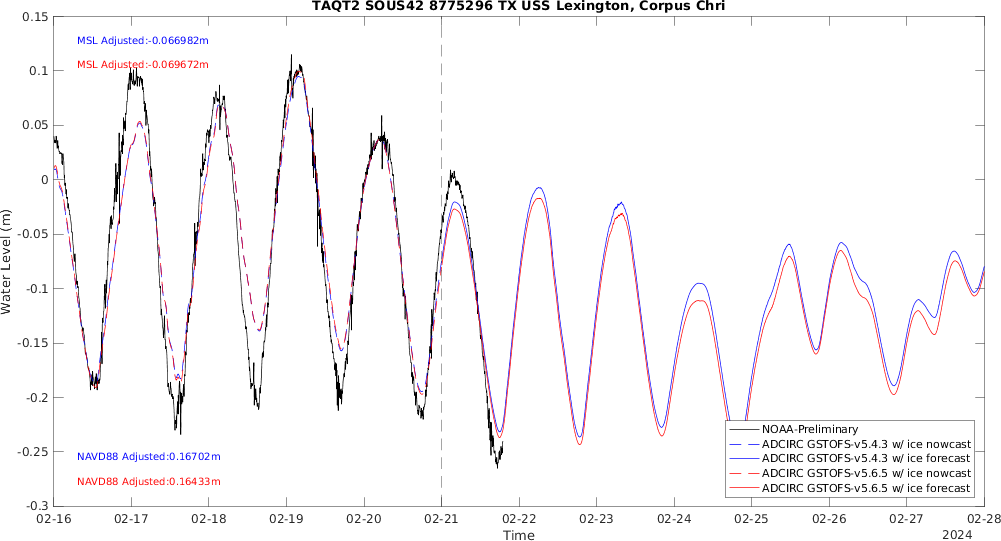 TAQT2 SOUS42 8775296 TX USS Lexington, Corpus Chri
0.15
MSL Adjusted:-0.066982m
MSL Adjusted:-0.069672m
0.1
0.05
0
-0.05
-0.1
-0.15
-0.2
-0.25
-0.3
Water Level (m)
NAVD88 Adjusted:0.16702m
NAVD88 Adjusted:0.16433m
NOAA-Preliminary
ADCIRC GSTOFS-v5.4.3 w/ ice nowcast
ADCIRC GSTOFS-v5.4.3 w/ ice forecast
ADCIRC GSTOFS-v5.6.5 w/ ice nowcast
ADCIRC GSTOFS-v5.6.5 w/ ice forecast
02-16 02-17 02-18 02-19 02-20 02-21 02-22 02-23 02-24 02-25 02-26 02-27 02-28
Time
2024